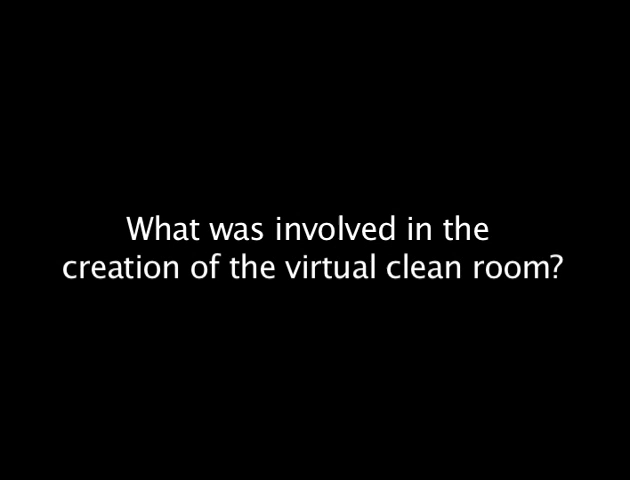 What was involved in the
creation of the virtual clean room?